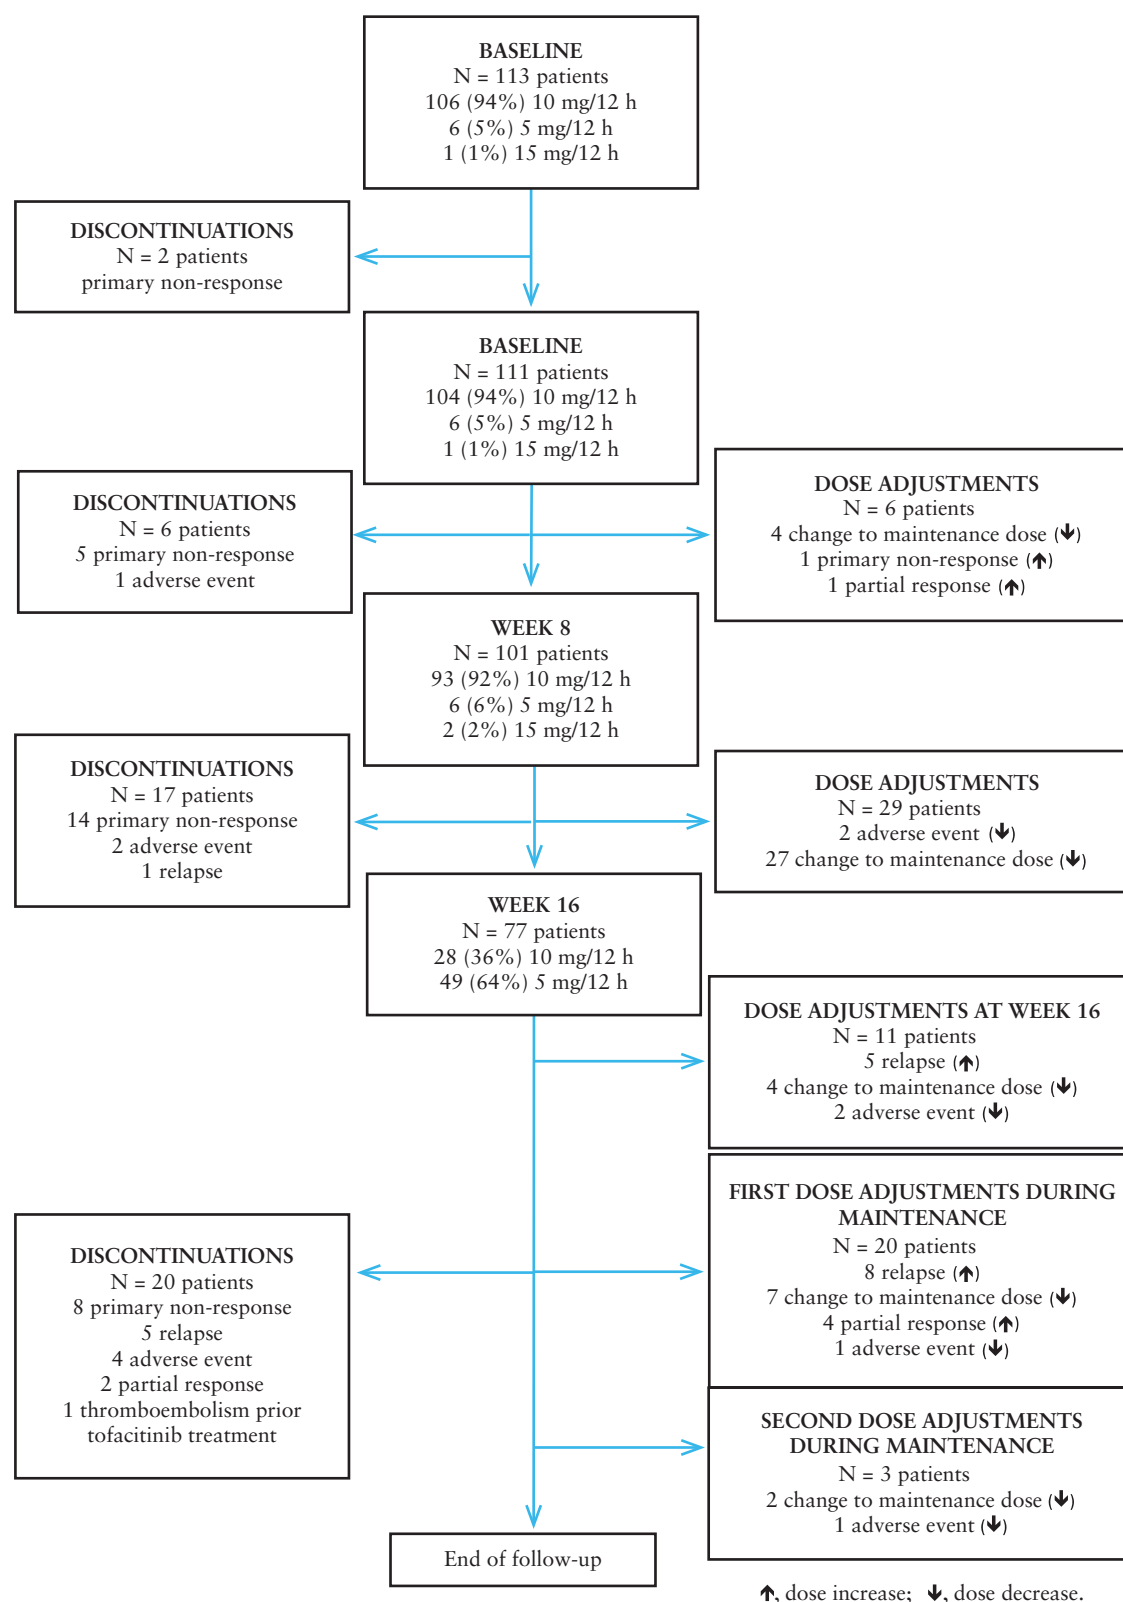 BASELINE
N = 113 patients
106 (94%) 10 mg/12 h
6 (5%) 5 mg/12 h
1 (1%) 15 mg/12 h
DISCONTINUATIONS
N = 2 patients
primary non-response
BASELINE
N = 111 patients
104 (94%) 10 mg/12 h
6 (5%) 5 mg/12 h
1 (1%) 15 mg/12 h
DISCONTINUATIONS
N = 6 patients
5 primary non-response
1 adverse event
DOSE ADJUSTMENTS
N = 6 patients
4 change to maintenance dose (↓)
1 primary non-response (↑)
1 partial response (↑)
WEEK 8
N = 101 patients
93 (92%) 10 mg/12 h
6 (6%) 5 mg/12 h
2 (2%) 15 mg/12 h
DISCONTINUATIONS
N = 17 patients
14 primary non-response
2 adverse event
1 relapse
DOSE ADJUSTMENTS
N = 29 patients
2 adverse event (↓)
27 change to maintenance dose (↓)
WEEK 16
N = 77 patients
28 (36%) 10 mg/12 h
49 (64%) 5 mg/12 h
DOSE ADJUSTMENTS AT WEEK 16
N = 11 patients
5 relapse (↑)
4 change to maintenance dose (↓)
2 adverse event (↓)
FIRST DOSE ADJUSTMENTS DURING
MAINTENANCE
N = 20 patients
8 relapse (↑)
7 change to maintenance dose (↓)
4 partial response (↑)
1 adverse event (↓)
DISCONTINUATIONS
N = 20 patients
8 primary non-response
5 relapse
4 adverse event
2 partial response
1 thromboembolism prior
tofacitinib treatment
SECOND DOSE ADJUSTMENTS
DURING MAINTENANCE
N = 3 patients
2 change to maintenance dose (↓)
1 adverse event (↓)
End of follow-up
↑, dose increase; ↓, dose decrease.